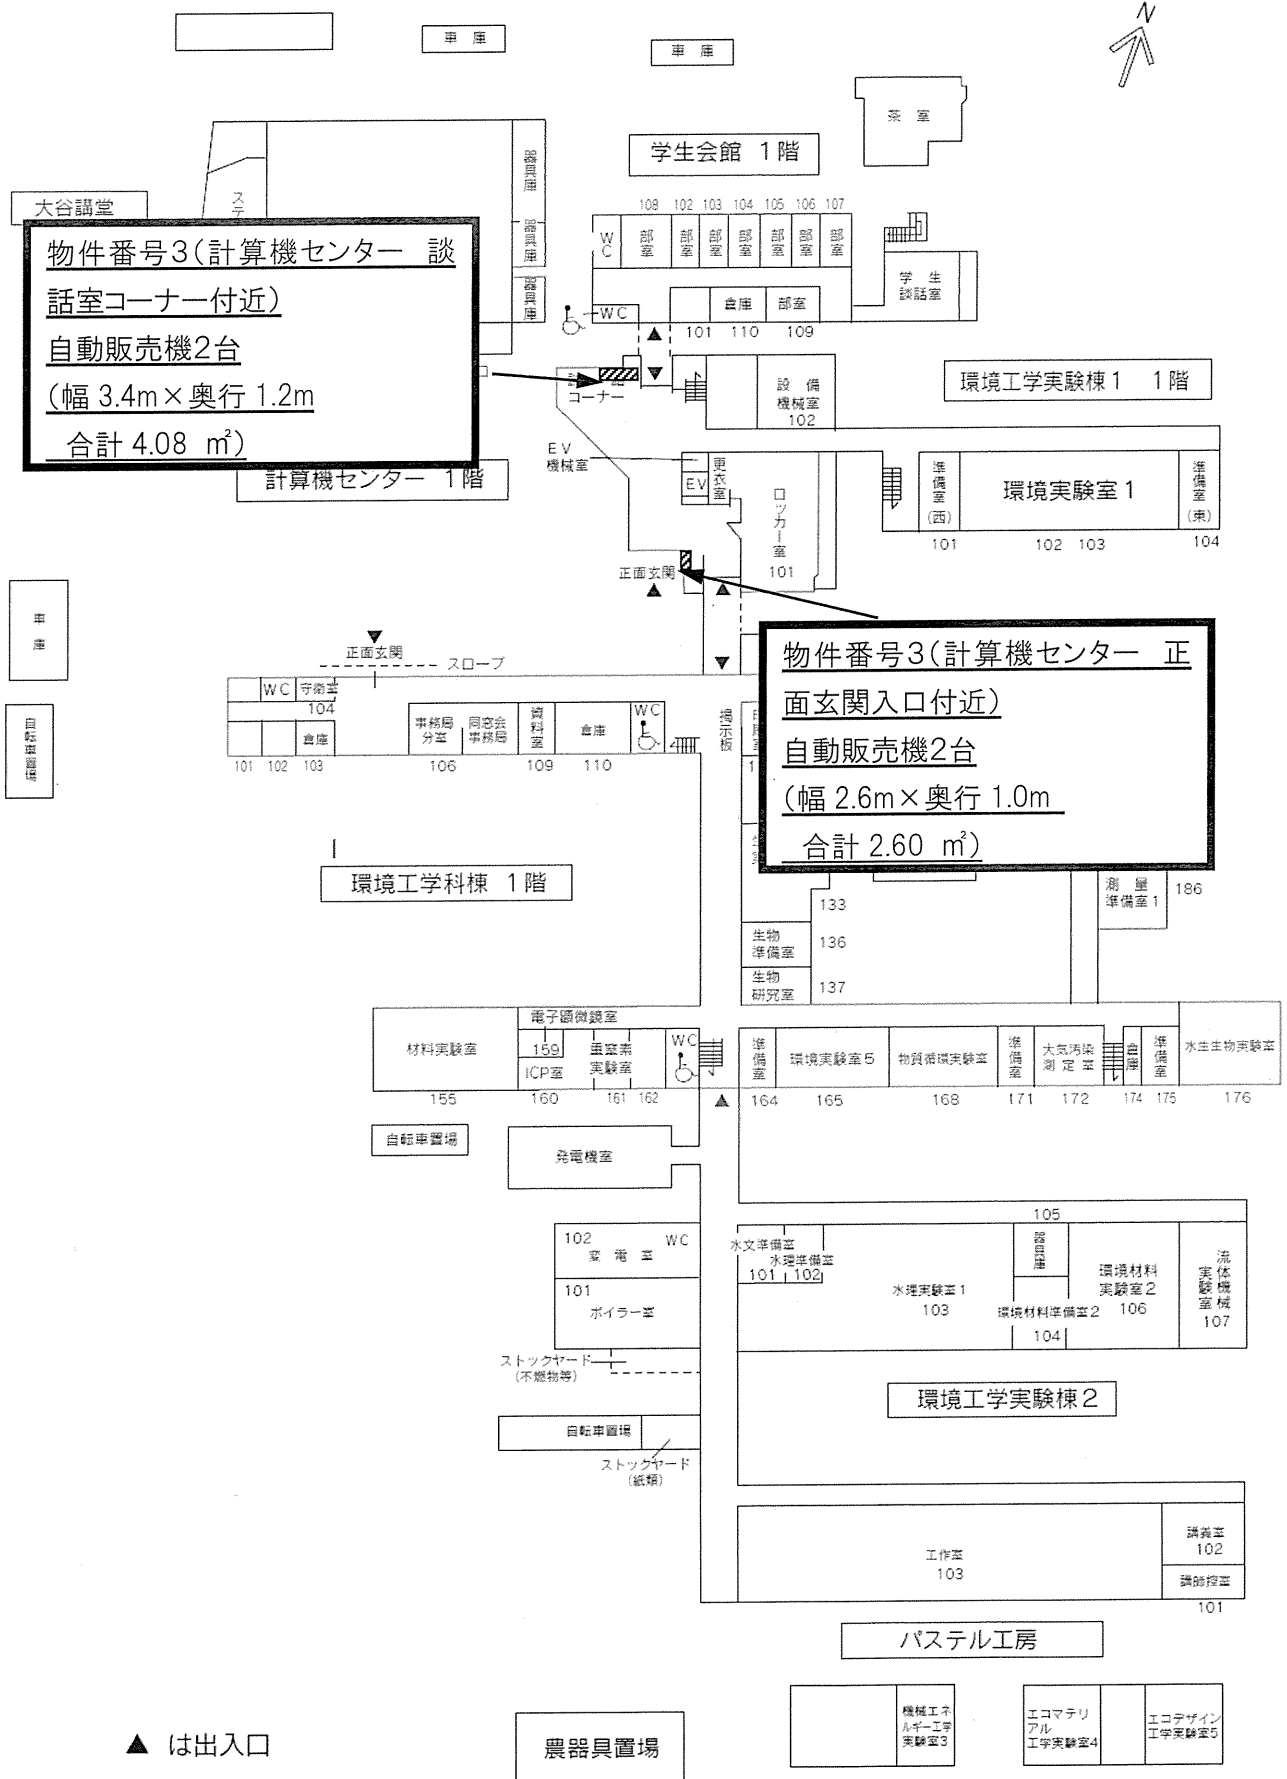 N
車 庫
車 庫
茶 室
学生会館 1階
器具庫
大谷講堂
ステ
器具庫
器具庫
108 102 103 104 105 106 107
WC
部室
部室
部室
部室
部室
部室
部室
学 生
談話室
WC
倉庫
部室
101 110 109
物件番号3(計算機センター 談
話室コーナー付近)
自動販売機2台
(幅 3.4m×奥行 1.2m
合計 4.08 ㎡)
コーナー
設 備
機械室
102
環境工学実験棟1 1階
計算機センター 1階
EV
機械室
EV
更衣室
ロッカー室
101
準備室(西)
環境実験室1
準備室(東)
101 102 103 104
正面玄関
車 庫
自転車置場
正面玄関
スロープ
物件番号3(計算機センター 正
面玄関入口付近)
自動販売機2台
(幅 2.6m×奥行 1.0m
合計 2.60 ㎡)
WC
守衛室
104
倉庫
事務局
分室
同窓会
事務局
資料室
倉庫
WC
掲示板
101 102 103 106 109 110
環境工学科棟 1階
133
測 量
準備室1
186
生物
準備室
136
生物
研究室
137
材料実験室
電子顕微鏡室
159
ICP室
重窒素
実験室
WC
準備室
環境実験室5
物質循環実験室
準備室
大気汚染
測 定 室
倉庫
準備室
水生生物実験室
155 160 161 162 164 165 168 171 172 174 175 176
自転車置場
発電機室
105
102
変 電 室
WC
水文準備室
101
水理準備室
102
器具庫
環境材料
実験室2
106
流体機械
実験室
107
101
ボイラー室
水理実験室1
103
環境材料準備室2
104
ストックヤード
(不燃物等)
環境工学実験棟2
自転車置場
ストックヤード
(紙類)
工作室
103
講義室
102
講師控室
101
パステル工房
機械エネ
ルギー工学
実験室3
エコマテリ
アル
工学実験室4
エコデザイン
工学実験室5
▲ は出入口
農器具置場